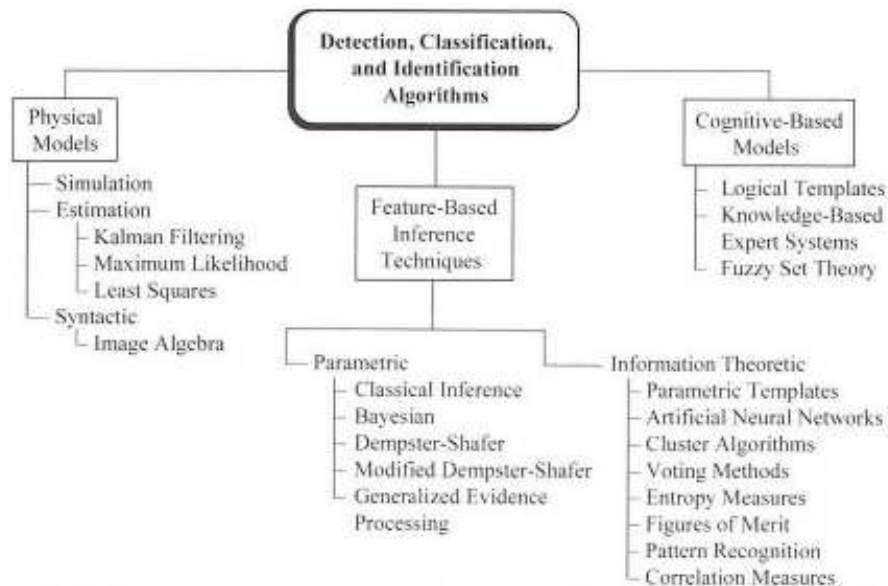 Detection, Classification,
and Identification
Algorithms
Physical
Models
Simulation
Estimation
Kalman Filtering
Maximum Likelihood
Least Squares
Syntactic
Image Algebra
Feature-Based
Inference
Techniques
Cognitive-Based
Models
Logical Templates
Knowledge-Based
Expert Systems
Fuzzy Set Theory
Parametric
Classical Inference
Bayesian
Dempster-Shafer
Modified Dempster-Shafer
Generalized Evidence
Processing
Information Theoretic
Parametric Templates
Artificial Neural Networks
Cluster Algorithms
Voting Methods
Entropy Measures
Figures of Merit
Pattern Recognition
Correlation Measures